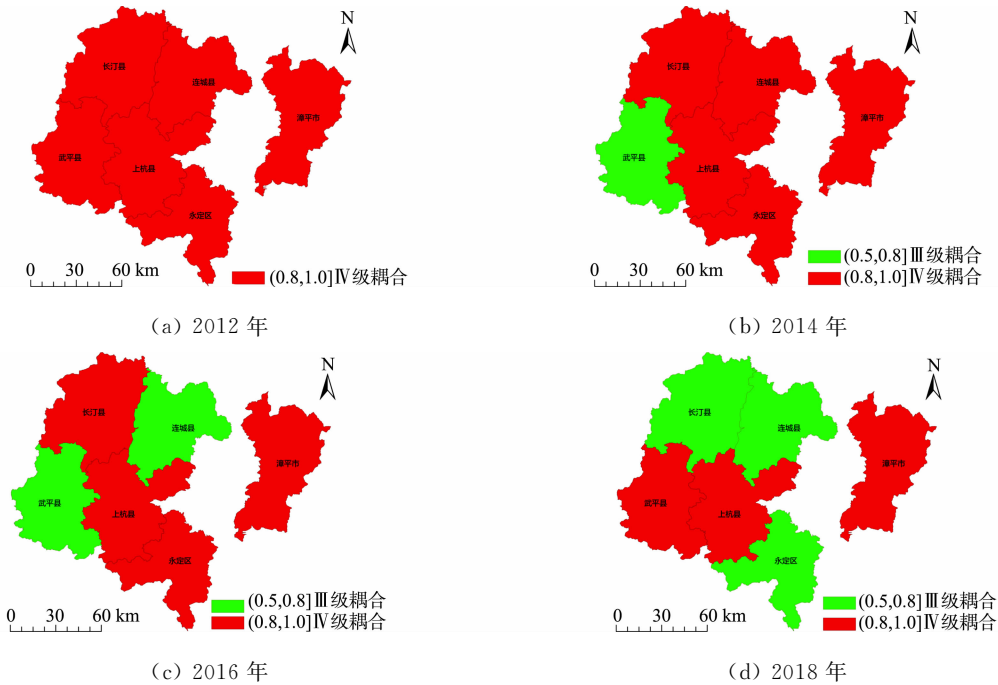 N
长汀县
连城县
漳平市
武平县
上杭县
永定区
0 30 60 km
(0.8,1.0]Ⅳ级耦合
(a) 2012 年
N
长汀县
连城县
漳平市
武平县
上杭县
永定区
0 30 60 km
(0.5,0.8]Ⅲ级耦合
(0.8,1.0]Ⅳ级耦合
(b) 2014 年
N
长汀县
连城县
漳平市
武平县
上杭县
永定区
0 30 60 km
(0.5,0.8]Ⅲ级耦合
(0.8,1.0]Ⅳ级耦合
(c) 2016 年
N
长汀县
连城县
漳平市
武平县
上杭县
永定区
0 30 60 km
(0.5,0.8]Ⅲ级耦合
(0.8,1.0]Ⅳ级耦合
(d) 2018 年